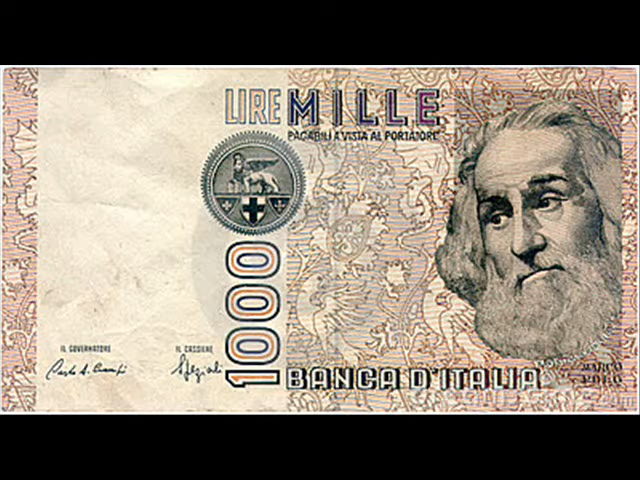 LIRE MILLE
PAGABILI A VISTA AL PORTATORE
1000
IL GOVERNATORE
IL CASSIERE
BANCA D'ITALIA
MARCO
POLO